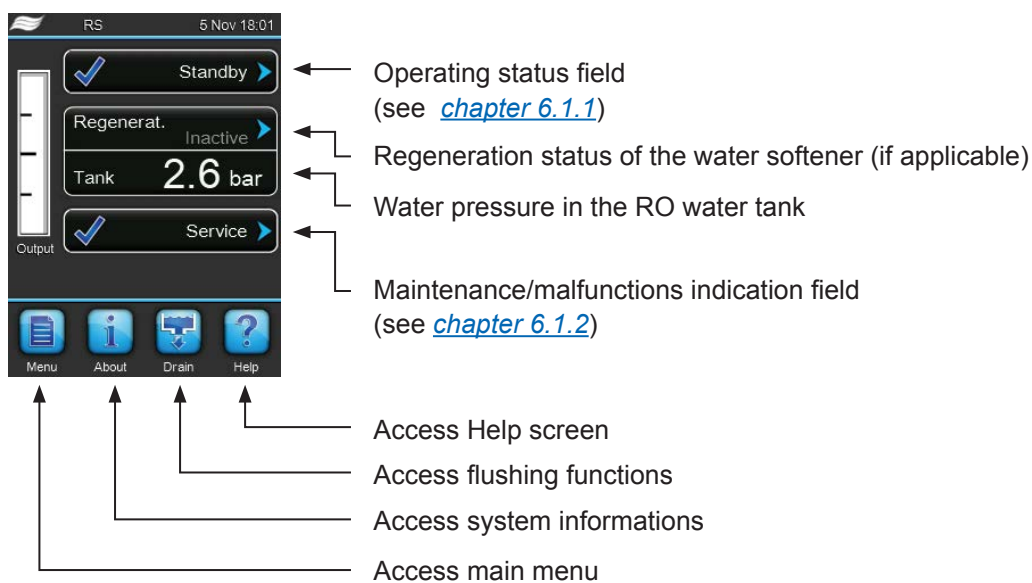 RS 5 Nov 18:01
Standby
Regenerat.
Inactive
Tank 2.6 bar
Service
Output
Menu About Drain Help
Operating status field
(see chapter 6.1.1)
Regeneration status of the water softener (if applicable)
Water pressure in the RO water tank
Maintenance/malfunctions indication field
(see chapter 6.1.2)
Access Help screen
Access flushing functions
Access system informations
Access main menu